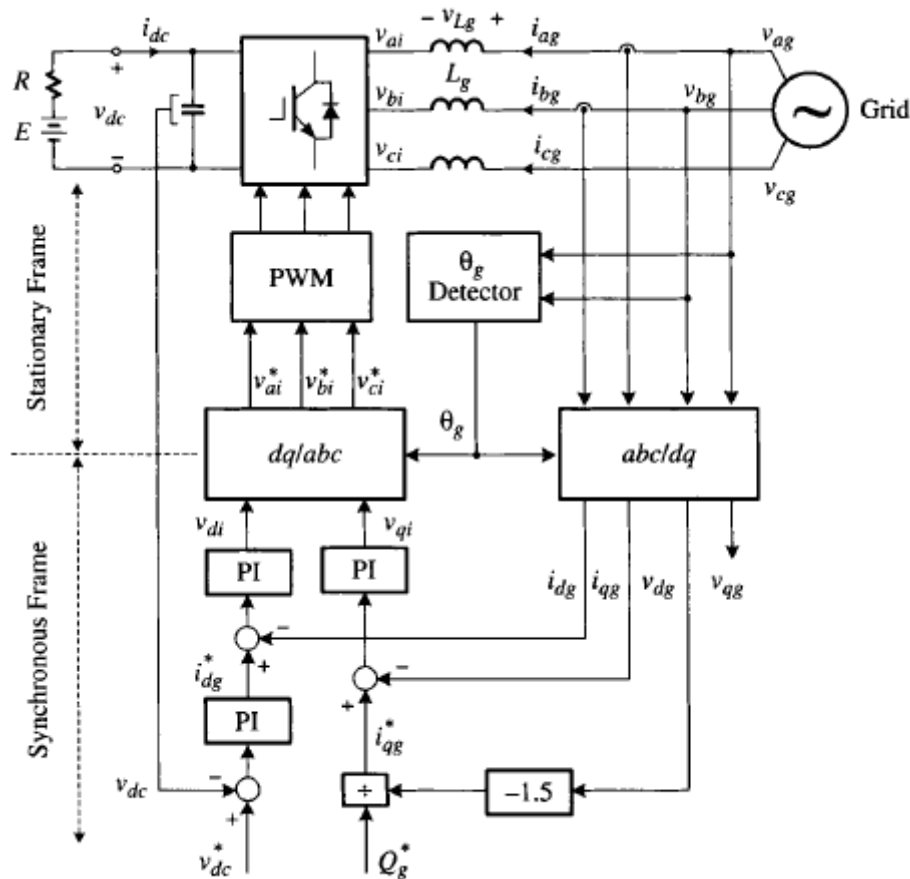 i_dc
- v_Lg +
v_ai
i_ag
v_ag
+
R
L_g
v_dc
v_bi
i_bg
v_bg
~
Grid
E
−
v_ci
i_cg
v_cg
Stationary Frame
PWM
θ_g
Detector
v*_ai
v*_bi
v*_ci
θ_g
dq/abc
abc/dq
v_di
v_qi
PI
PI
i_dg
i_qg
v_dg
v_qg
−
+
i*_dg
−
+
Synchronous Frame
PI
i*_qg
v_dc
−
+
÷
−1.5
v*_dc
Q*_g